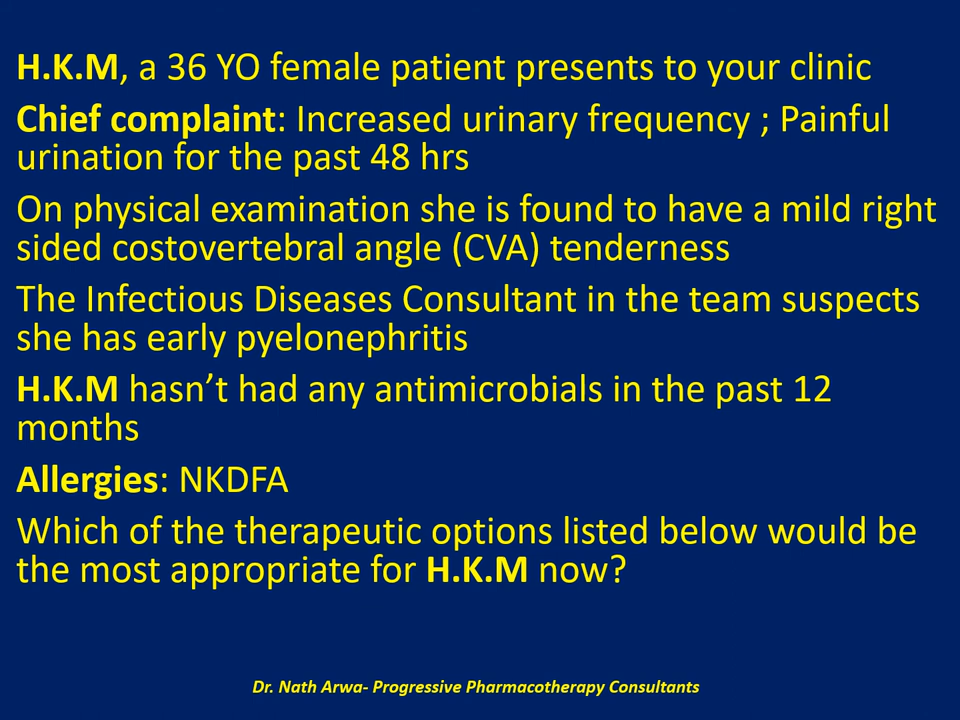 H.K.M, a 36 YO female patient presents to your clinic
Chief complaint: Increased urinary frequency ; Painful
urination for the past 48 hrs
On physical examination she is found to have a mild right
sided costovertebral angle (CVA) tenderness
The Infectious Diseases Consultant in the team suspects
she has early pyelonephritis
H.K.M hasn’t had any antimicrobials in the past 12
months
Allergies: NKDFA
Which of the therapeutic options listed below would be
the most appropriate for H.K.M now?
Dr. Nath Arwa- Progressive Pharmacotherapy Consultants